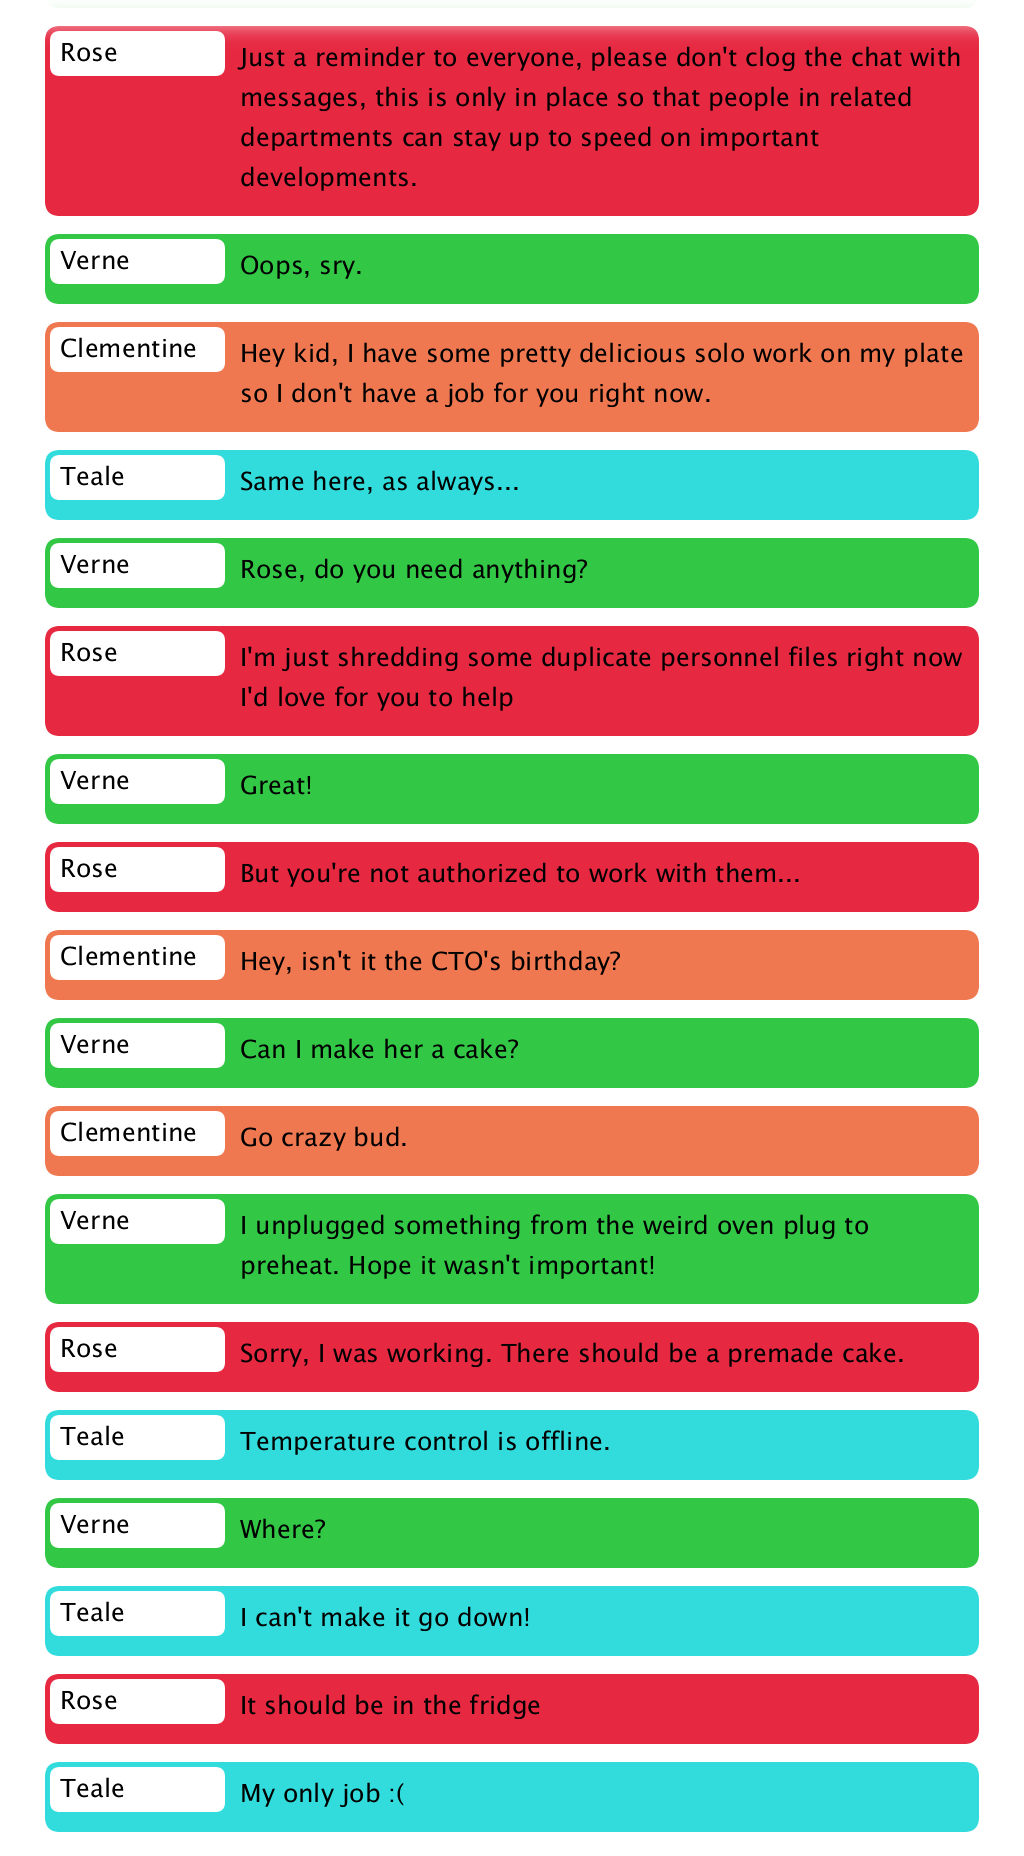 Rose
Just a reminder to everyone, please don't clog the chat with
messages, this is only in place so that people in related
departments can stay up to speed on important
developments.
Verne
Oops, sry.
Clementine
Hey kid, I have some pretty delicious solo work on my plate
so I don't have a job for you right now.
Teale
Same here, as always...
Verne
Rose, do you need anything?
Rose
I'm just shredding some duplicate personnel files right now
I'd love for you to help
Verne
Great!
Rose
But you're not authorized to work with them...
Clementine
Hey, isn't it the CTO's birthday?
Verne
Can I make her a cake?
Clementine
Go crazy bud.
Verne
I unplugged something from the weird oven plug to
preheat. Hope it wasn't important!
Rose
Sorry, I was working. There should be a premade cake.
Teale
Temperature control is offline.
Verne
Where?
Teale
I can't make it go down!
Rose
It should be in the fridge
Teale
My only job :(